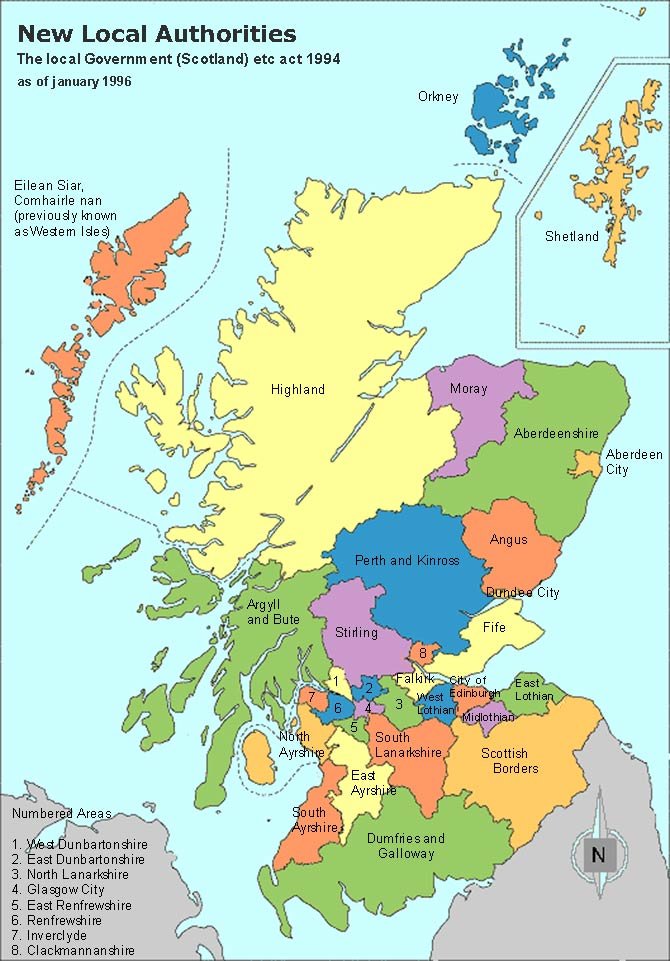 New Local Authorities
The local Government (Scotland) etc act 1994
as of january 1996
Orkney
Eilean Siar,
Comhairle nan
(previously known
as Western Isles)
Shetland
Highland
Moray
Aberdeenshire
Aberdeen
City
Angus
Perth and Kinross
Dundee City
Argyll
and Bute
Stirling
Fife
8
1
Falkirk
2
City of
Edinburgh
East
Lothian
7
6
4
3
West
Lothian
Midlothian
5
North
Ayrshire
South
Lanarkshire
Scottish
Borders
East
Ayrshire
South
Ayrshire
Dumfries and
Galloway
N
Numbered Areas
1. West Dunbartonshire
2. East Dunbartonshire
3. North Lanarkshire
4. Glasgow City
5. East Renfrewshire
6. Renfrewshire
7. Inverclyde
8. Clackmannanshire